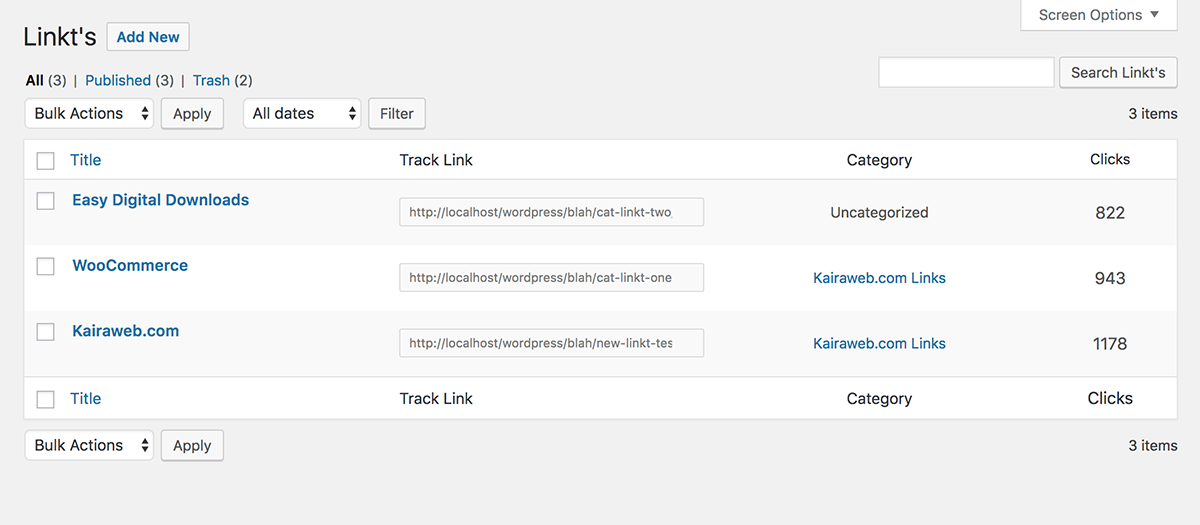 Screen Options
Linkt's Add New
All (3) | Published (3) | Trash (2)
Search Linkt's
Bulk Actions Apply All dates Filter 3 items
Title Track Link Category Clicks
Easy Digital Downloads http://localhost/wordpress/blah/cat-linkt-two Uncategorized 822
WooCommerce http://localhost/wordpress/blah/cat-linkt-one Kairaweb.com Links 943
Kairaweb.com http://localhost/wordpress/blah/new-linkt-tes Kairaweb.com Links 1178
Title Track Link Category Clicks
Bulk Actions Apply 3 items